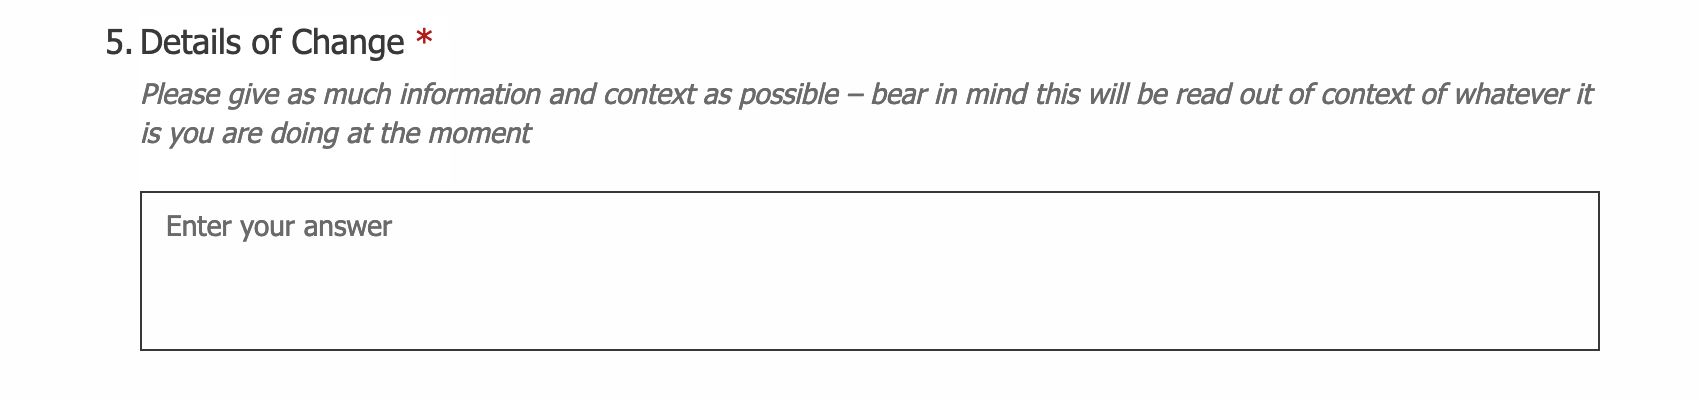 5. Details of Change *
Please give as much information and context as possible – bear in mind this will be read out of context of whatever it
is you are doing at the moment
Enter your answer